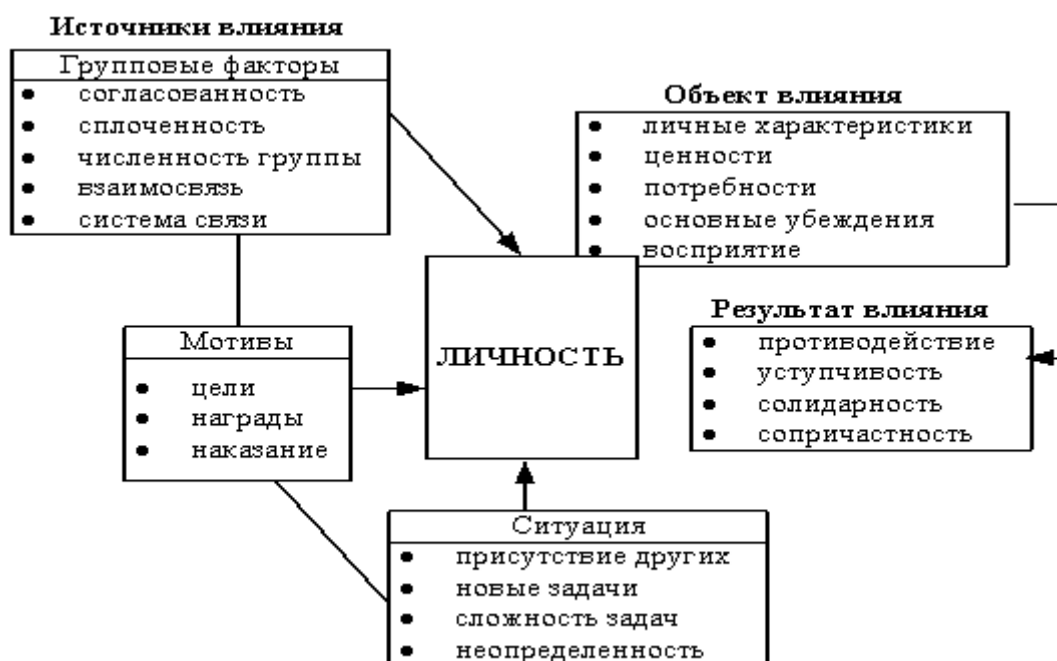 Источники влияния
Групповые факторы
согласованность
сплоченность
численность группы
взаимосвязь
система связи
Объект влияния
личные характеристики
ценности
потребности
основные убеждения
восприятие
ЛИЧНОСТЬ
Результат влияния
противодействие
уступчивость
солидарность
сопричастность
Мотивы
цели
награды
наказание
Ситуация
присутствие других
новые задачи
сложность задач
неопределенность